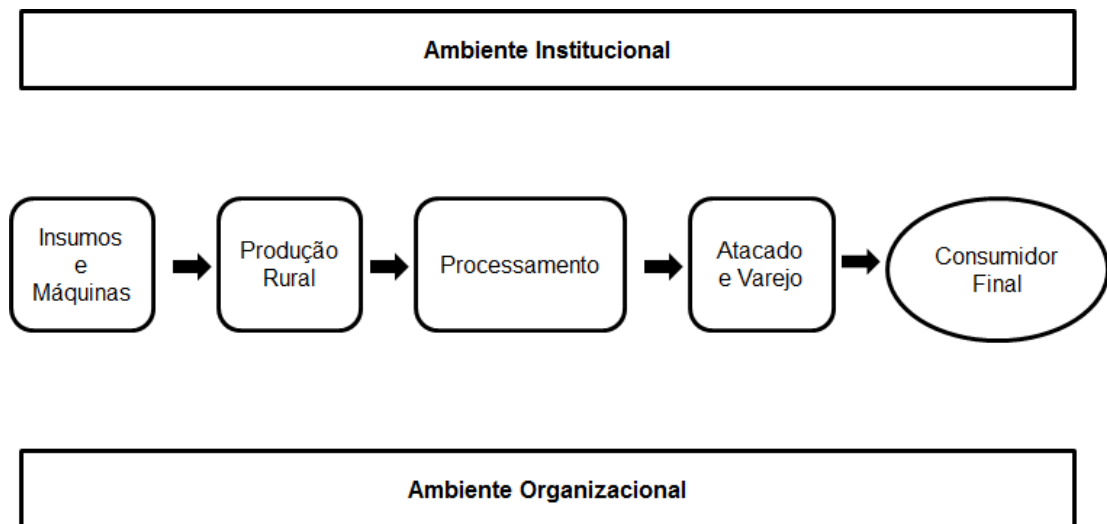 Ambiente Institucional
Insumos
e
Máquinas
Produção
Rural
Processamento
Atacado
e Varejo
Consumidor
Final
Ambiente Organizacional